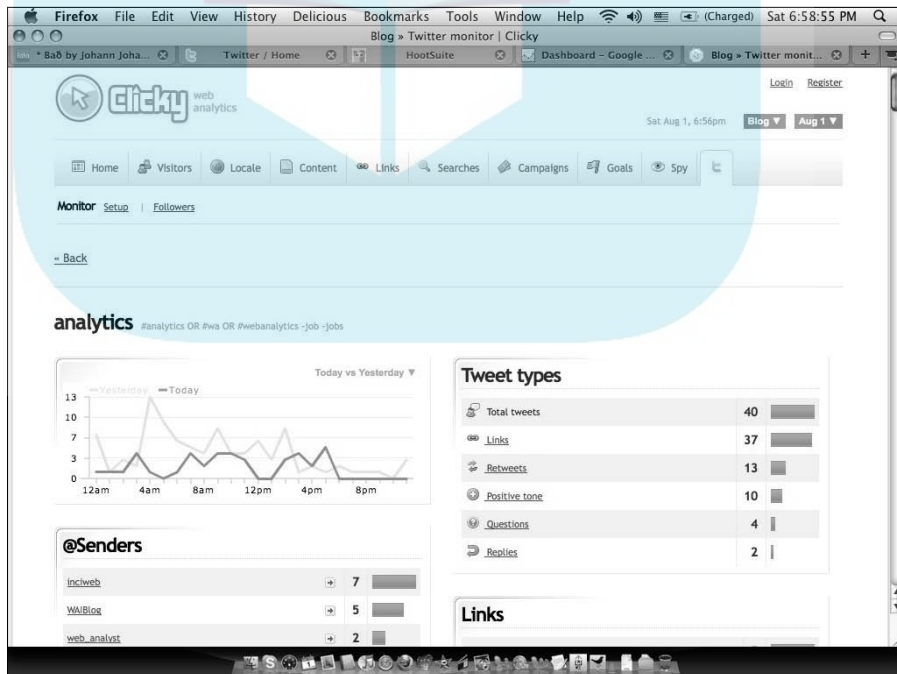 Firefox File Edit View History Delicious Bookmarks Tools Window Help (Charged) Sat 6:58:55 PM
Blog » Twitter monitor | Clicky
* Bað by Johann Joha... Twitter / Home HootSuite Dashboard – Google ... Blog » Twitter monit... +
Clicky web analytics
Login Register
Sat Aug 1, 6:56pm Blog ▼ Aug 1 ▼
Home Visitors Locale Content Links Searches Campaigns Goals Spy t
Monitor Setup | Followers
« Back
analytics #analytics OR #wa OR #webanalytics -job -jobs
Today vs Yesterday ▼
Yesterday Today
13
10
7
3
0
12am 4am 8am 12pm 4pm 8pm
@Senders
inciweb 7
WAIBlog 5
web_analyst 2
Tweet types
Total tweets 40
Links 37
Retweets 13
Positive tone 10
Questions 4
Replies 2
Links